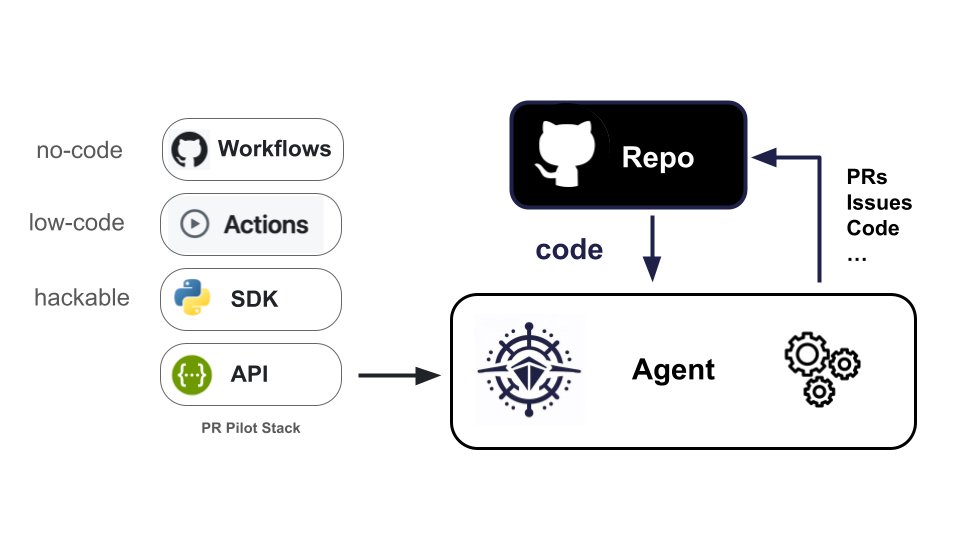 no-code
Workflows
low-code
Actions
hackable
SDK
API
PR Pilot Stack
Repo
code
PRs
Issues
Code
...
Agent